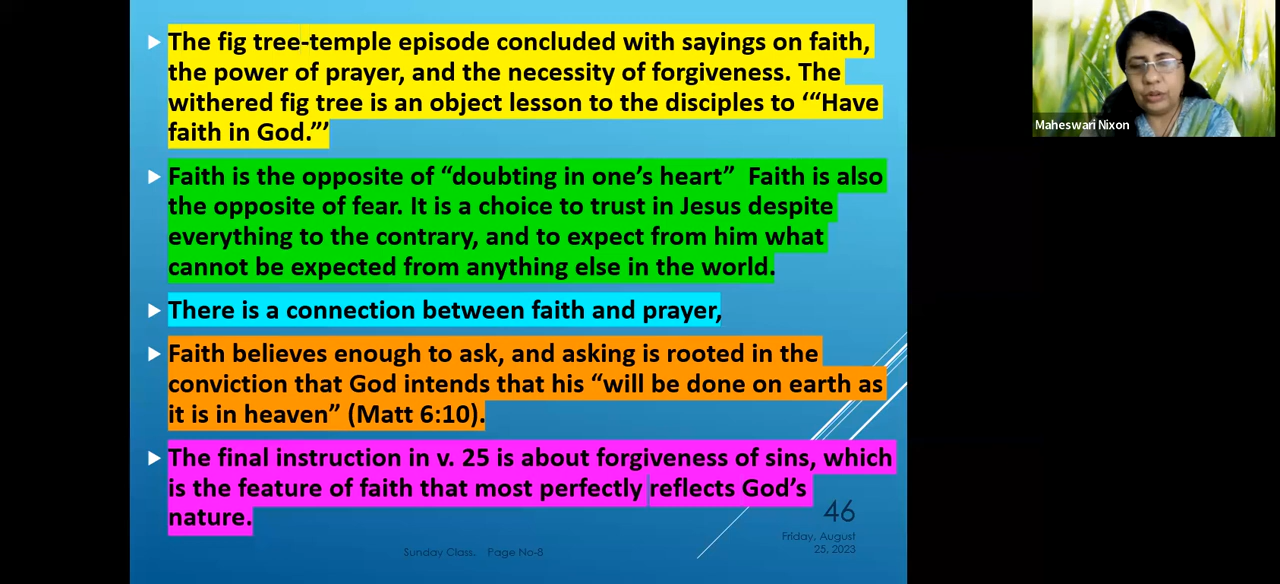 The fig tree-temple episode concluded with sayings on faith,
the power of prayer, and the necessity of forgiveness. The
withered fig tree is an object lesson to the disciples to ‘“Have
faith in God.”’
Faith is the opposite of “doubting in one’s heart” Faith is also
the opposite of fear. It is a choice to trust in Jesus despite
everything to the contrary, and to expect from him what
cannot be expected from anything else in the world.
There is a connection between faith and prayer,
Faith believes enough to ask, and asking is rooted in the
conviction that God intends that his “will be done on earth as
it is in heaven” (Matt 6:10).
The final instruction in v. 25 is about forgiveness of sins, which
is the feature of faith that most perfectly reflects God’s
nature.
46
Friday, August
25, 2023
Sunday Class. Page No-8
Maheswari Nixon